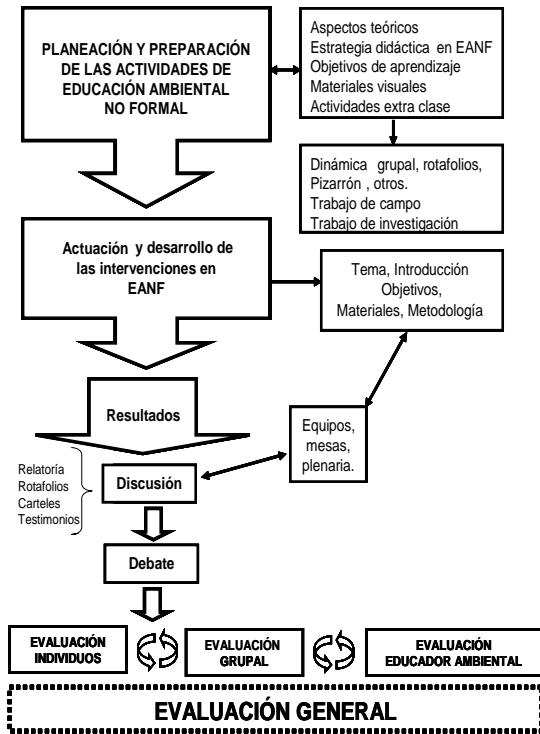 PLANEACIÓN Y PREPARACIÓN
DE LAS ACTIVIDADES DE
EDUCACIÓN AMBIENTAL
NO FORMAL
Aspectos teóricos
Estrategia didáctica en EANF
Objetivos de aprendizaje
Materiales visuales
Actividades extra clase
Dinámica grupal, rotafolios,
Pizarrón , otros.
Trabajo de campo
Trabajo de investigación
Actuación y desarrollo de
las intervenciones en
EANF
Tema, Introducción
Objetivos,
Materiales, Metodología
Resultados
Equipos,
mesas,
plenaria.
Relatoría
Rotafolios
Carteles
Testimonios
Discusión
Debate
EVALUACIÓN
INDIVIDUOS
EVALUACIÓN
GRUPAL
EVALUACIÓN
EDUCADOR AMBIENTAL
EVALUACIÓN GENERAL